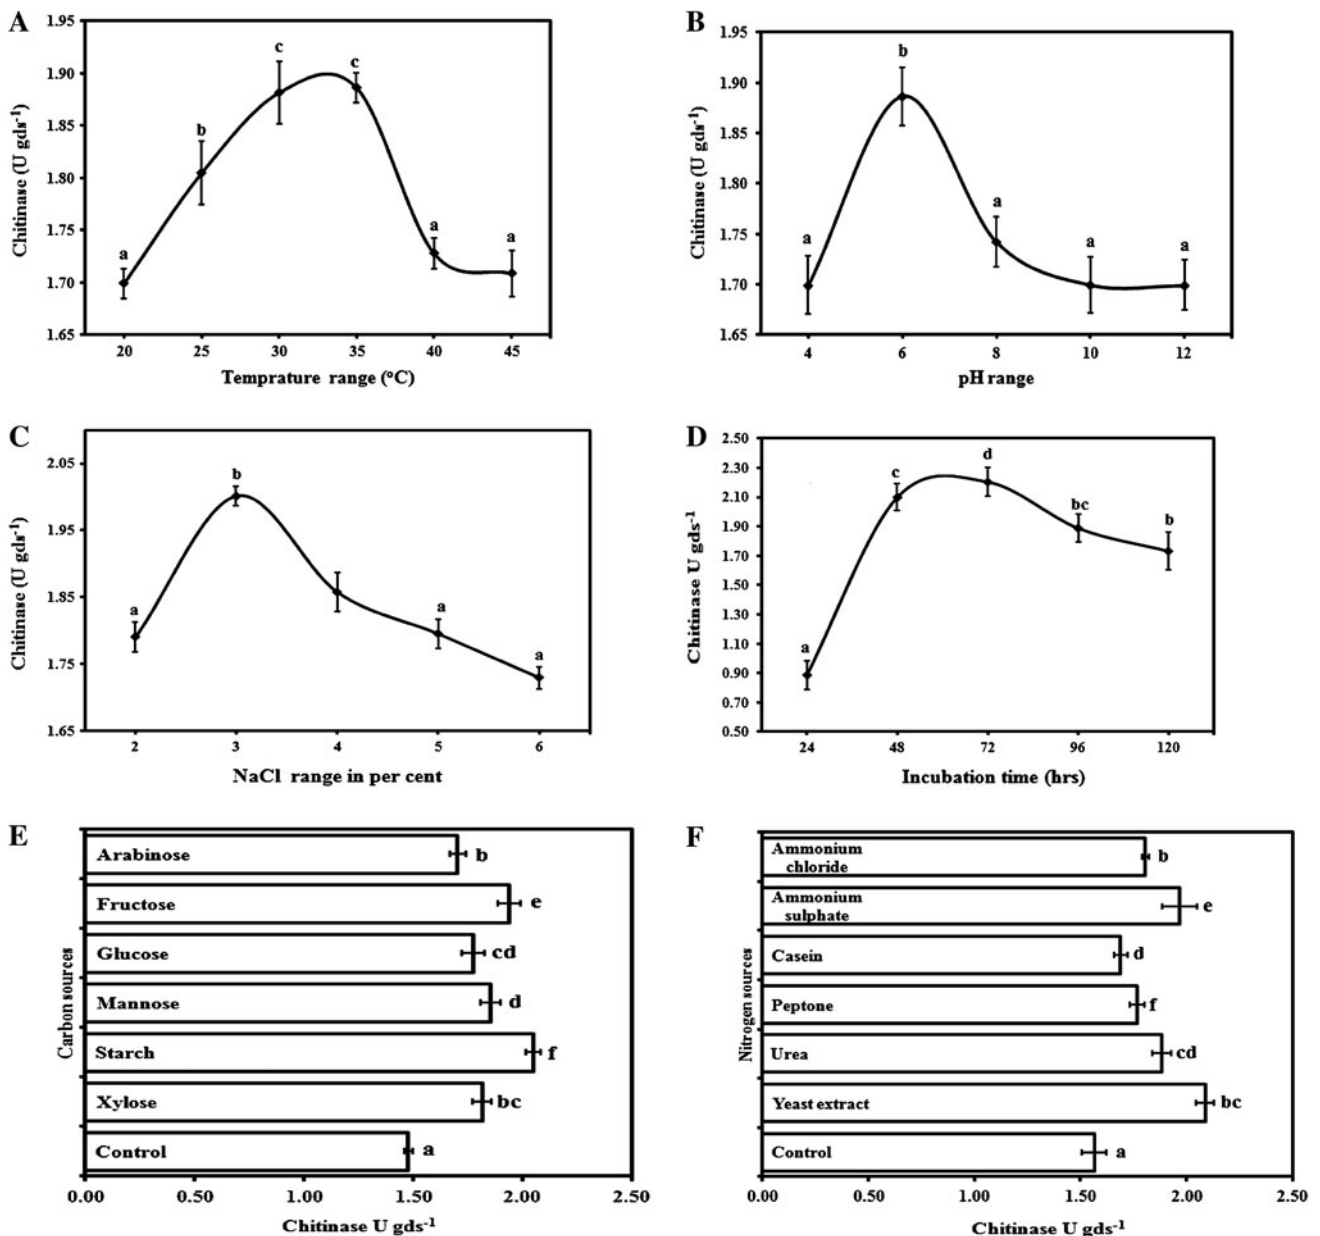 A
Chitinase (U gds-1)
1.95
1.90
1.85
1.80
1.75
1.70
1.65
a
b
c
c
a
a
20 25 30 35 40 45
Temprature range (oC)
B
Chitinase (U gds-1)
1.95
1.90
1.85
1.80
1.75
1.70
1.65
a
b
a
a
a
4 6 8 10 12
pH range
C
Chitinase (U gds-1)
2.05
1.95
1.85
1.75
1.65
a
b
a
a
2 3 4 5 6
NaCl range in per cent
D
Chitinase U gds-1
2.50
2.30
2.10
1.90
1.70
1.50
1.30
1.10
0.90
0.70
0.50
a
c
d
bc
b
24 48 72 96 120
Incubation time (hrs)
E
Carbon sources
Arabinose b
Fructose e
Glucose cd
Mannose d
Starch f
Xylose bc
Control a
0.00 0.50 1.00 1.50 2.00 2.50
Chitinase U gds-1
F
Nitrogen sources
Ammonium
chloride b
Ammonium
sulphate e
Casein d
Peptone f
Urea cd
Yeast extract bc
Control a
0.00 0.50 1.00 1.50 2.00 2.50
Chitinase U gds-1